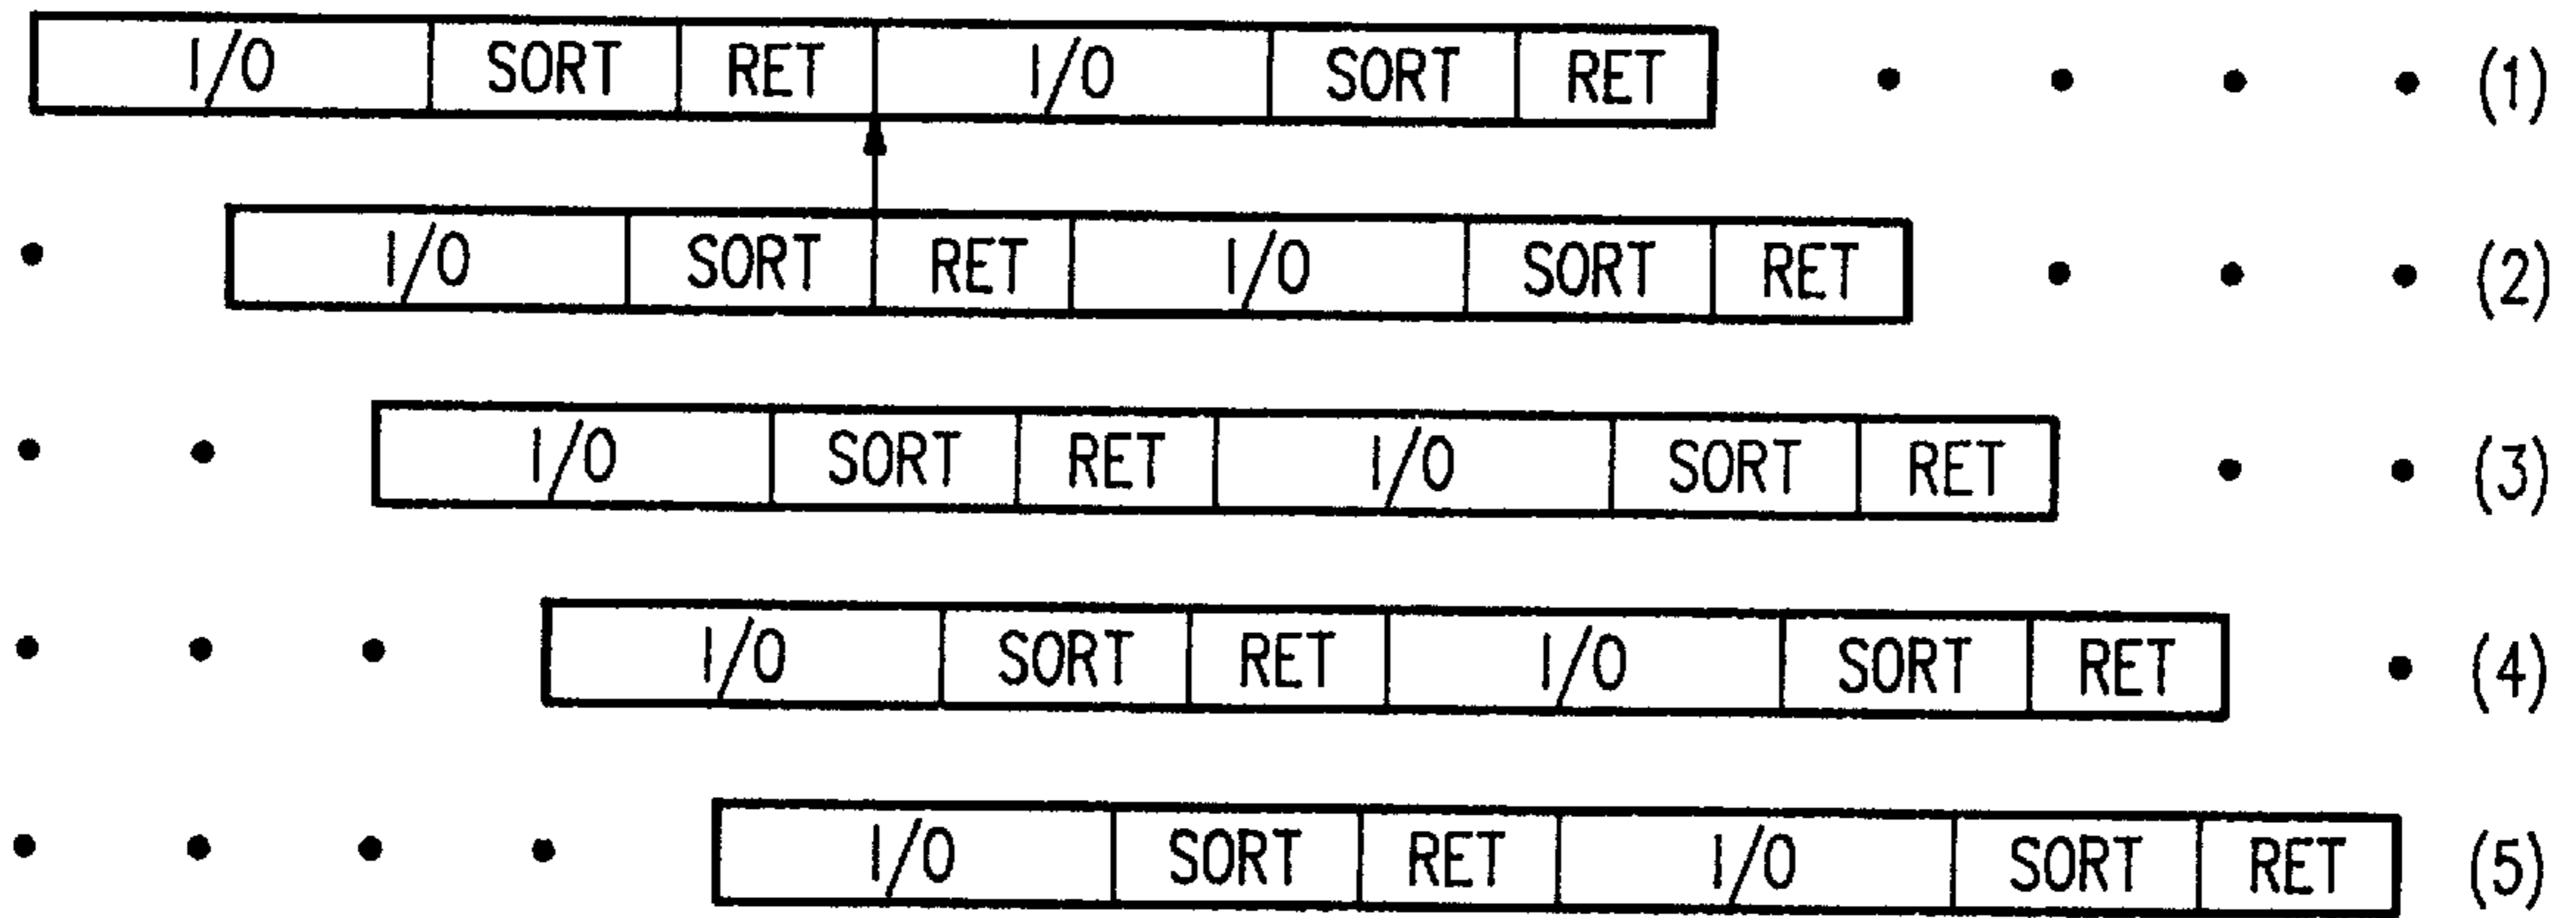 I/O SORT RET I/O SORT RET (1)
I/O SORT RET I/O SORT RET (2)
I/O SORT RET I/O SORT RET (3)
I/O SORT RET I/O SORT RET (4)
I/O SORT RET I/O SORT RET (5)